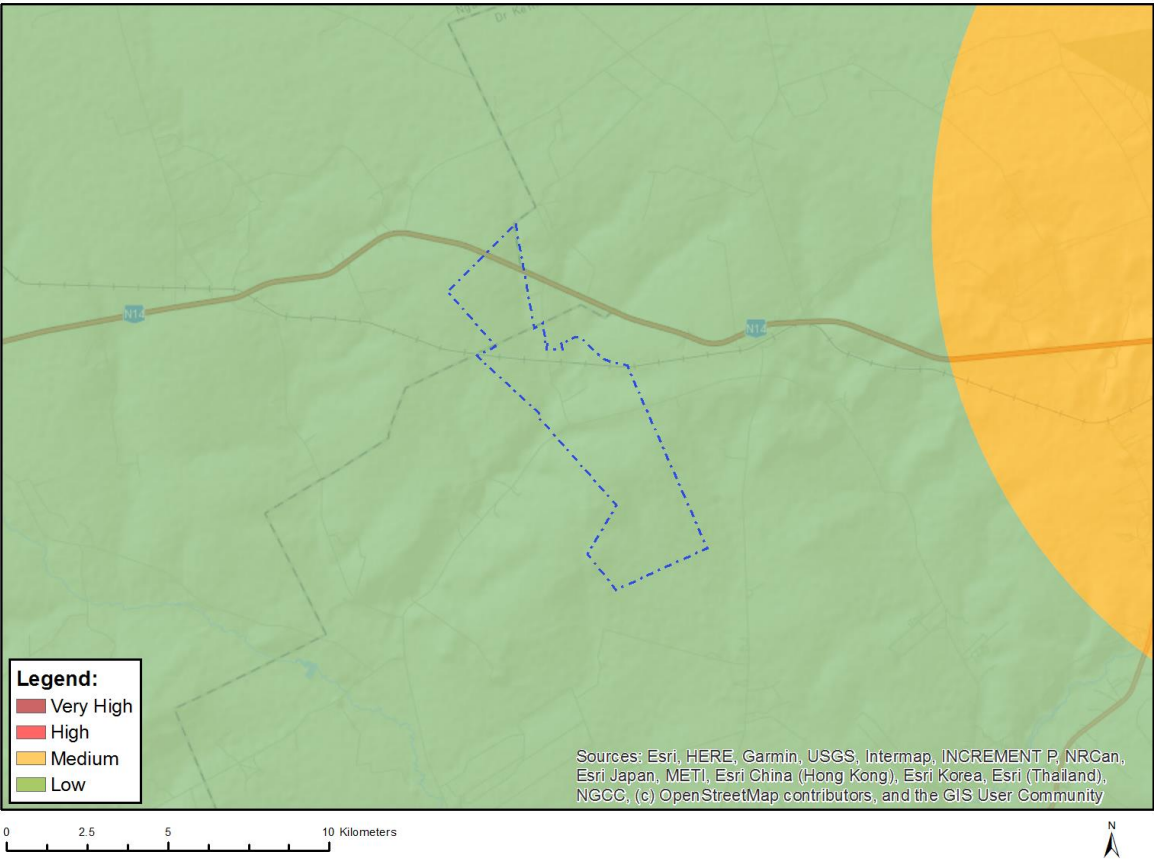 Dr Ken
N14
N14
Legend:
Very High
High
Medium
Low
Sources: Esri, HERE, Garmin, USGS, Intermap, INCREMENT P, NRCan,
Esri Japan, METI, Esri China (Hong Kong), Esri Korea, Esri (Thailand),
NGCC, (c) OpenStreetMap contributors, and the GIS User Community
0 2.5 5 10 Kilometers
N